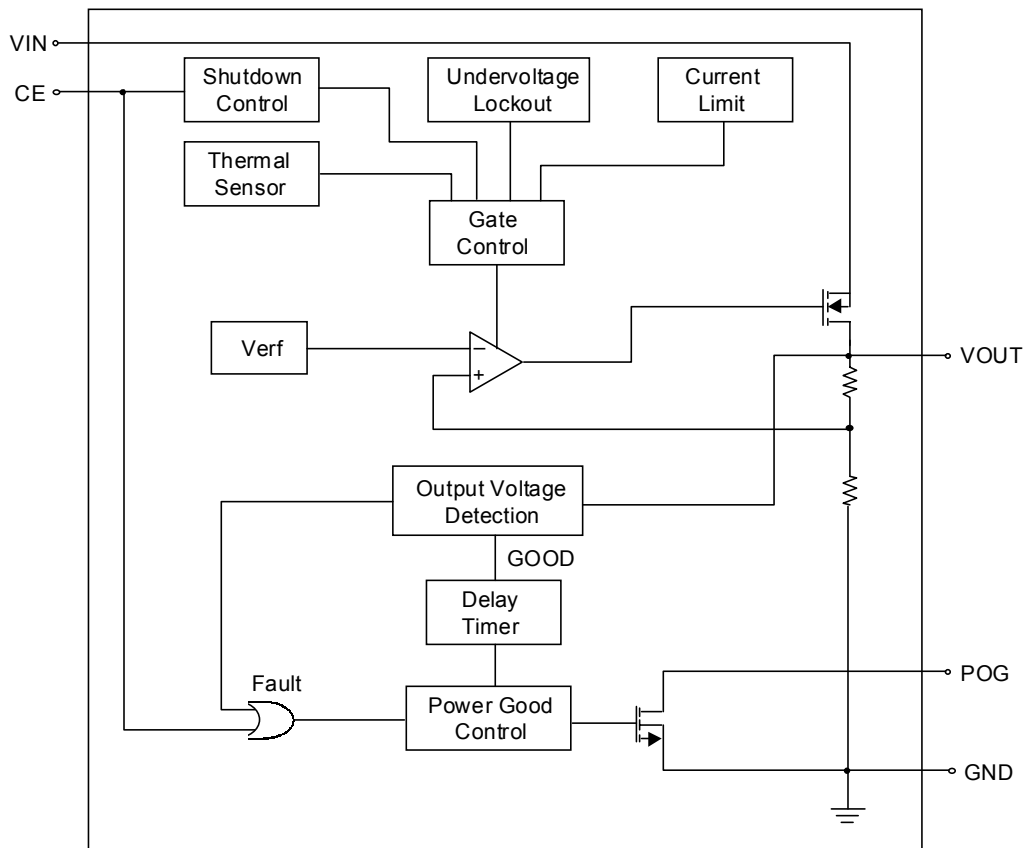 VIN
CE
Shutdown
Control
Undervoltage
Lockout
Current
Limit
Thermal
Sensor
Gate
Control
Verf
−
+
VOUT
Output Voltage
Detection
GOOD
Delay
Timer
Fault
Power Good
Control
POG
GND